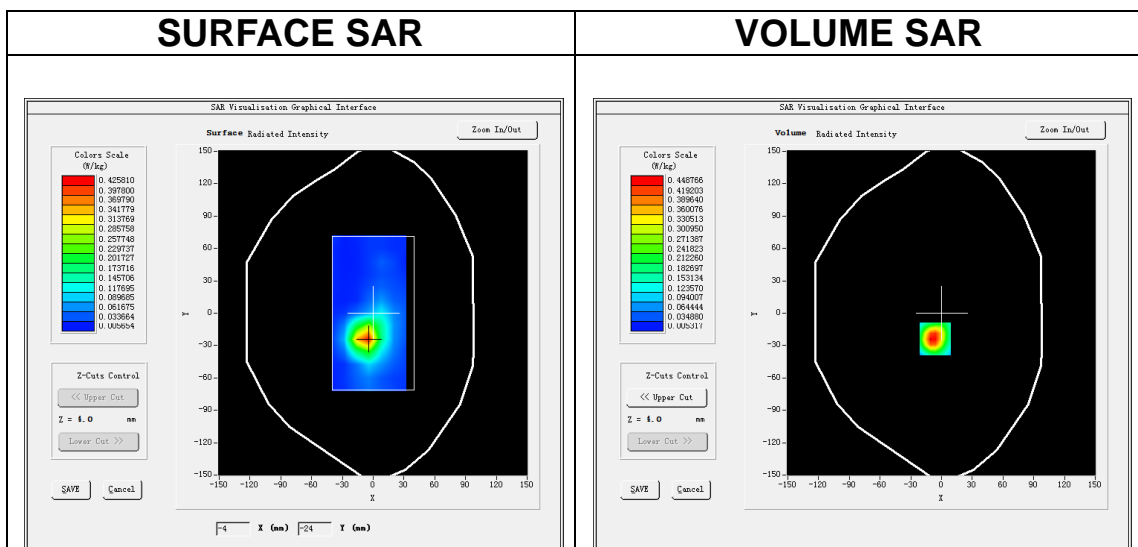 SURFACE SAR
SAR Visualisation Graphical Interface
Surface Radiated Intensity
Zoom In/Out
Colors Scale
(W/kg)
0.425810
0.397800
0.369790
0.341779
0.313769
0.285758
0.257748
0.229737
0.201727
0.173716
0.145706
0.117695
0.089685
0.061675
0.033664
0.005654
150
120
90
60
30
0
-30
-60
-90
-120
-150
Y
-150 -120 -90 -60 -30 0 30 60 90 120 150
X
Z-Cuts Control
<< Upper Cut
Z = 4.0 mm
Lower Cut >>
SAVE Cancel
-4 X (mm) -24 Y (mm)
VOLUME SAR
SAR Visualisation Graphical Interface
Volume Radiated Intensity
Zoom In/Out
Colors Scale
(W/kg)
0.448766
0.419203
0.389640
0.360076
0.330513
0.300950
0.271387
0.241823
0.212260
0.182697
0.153134
0.123570
0.094007
0.064444
0.034880
0.005317
150
120
90
60
30
0
-30
-60
-90
-120
-150
Y
-150 -120 -90 -60 -30 0 30 60 90 120 150
X
Z-Cuts Control
<< Upper Cut
Z = 4.0 mm
Lower Cut >>
SAVE Cancel